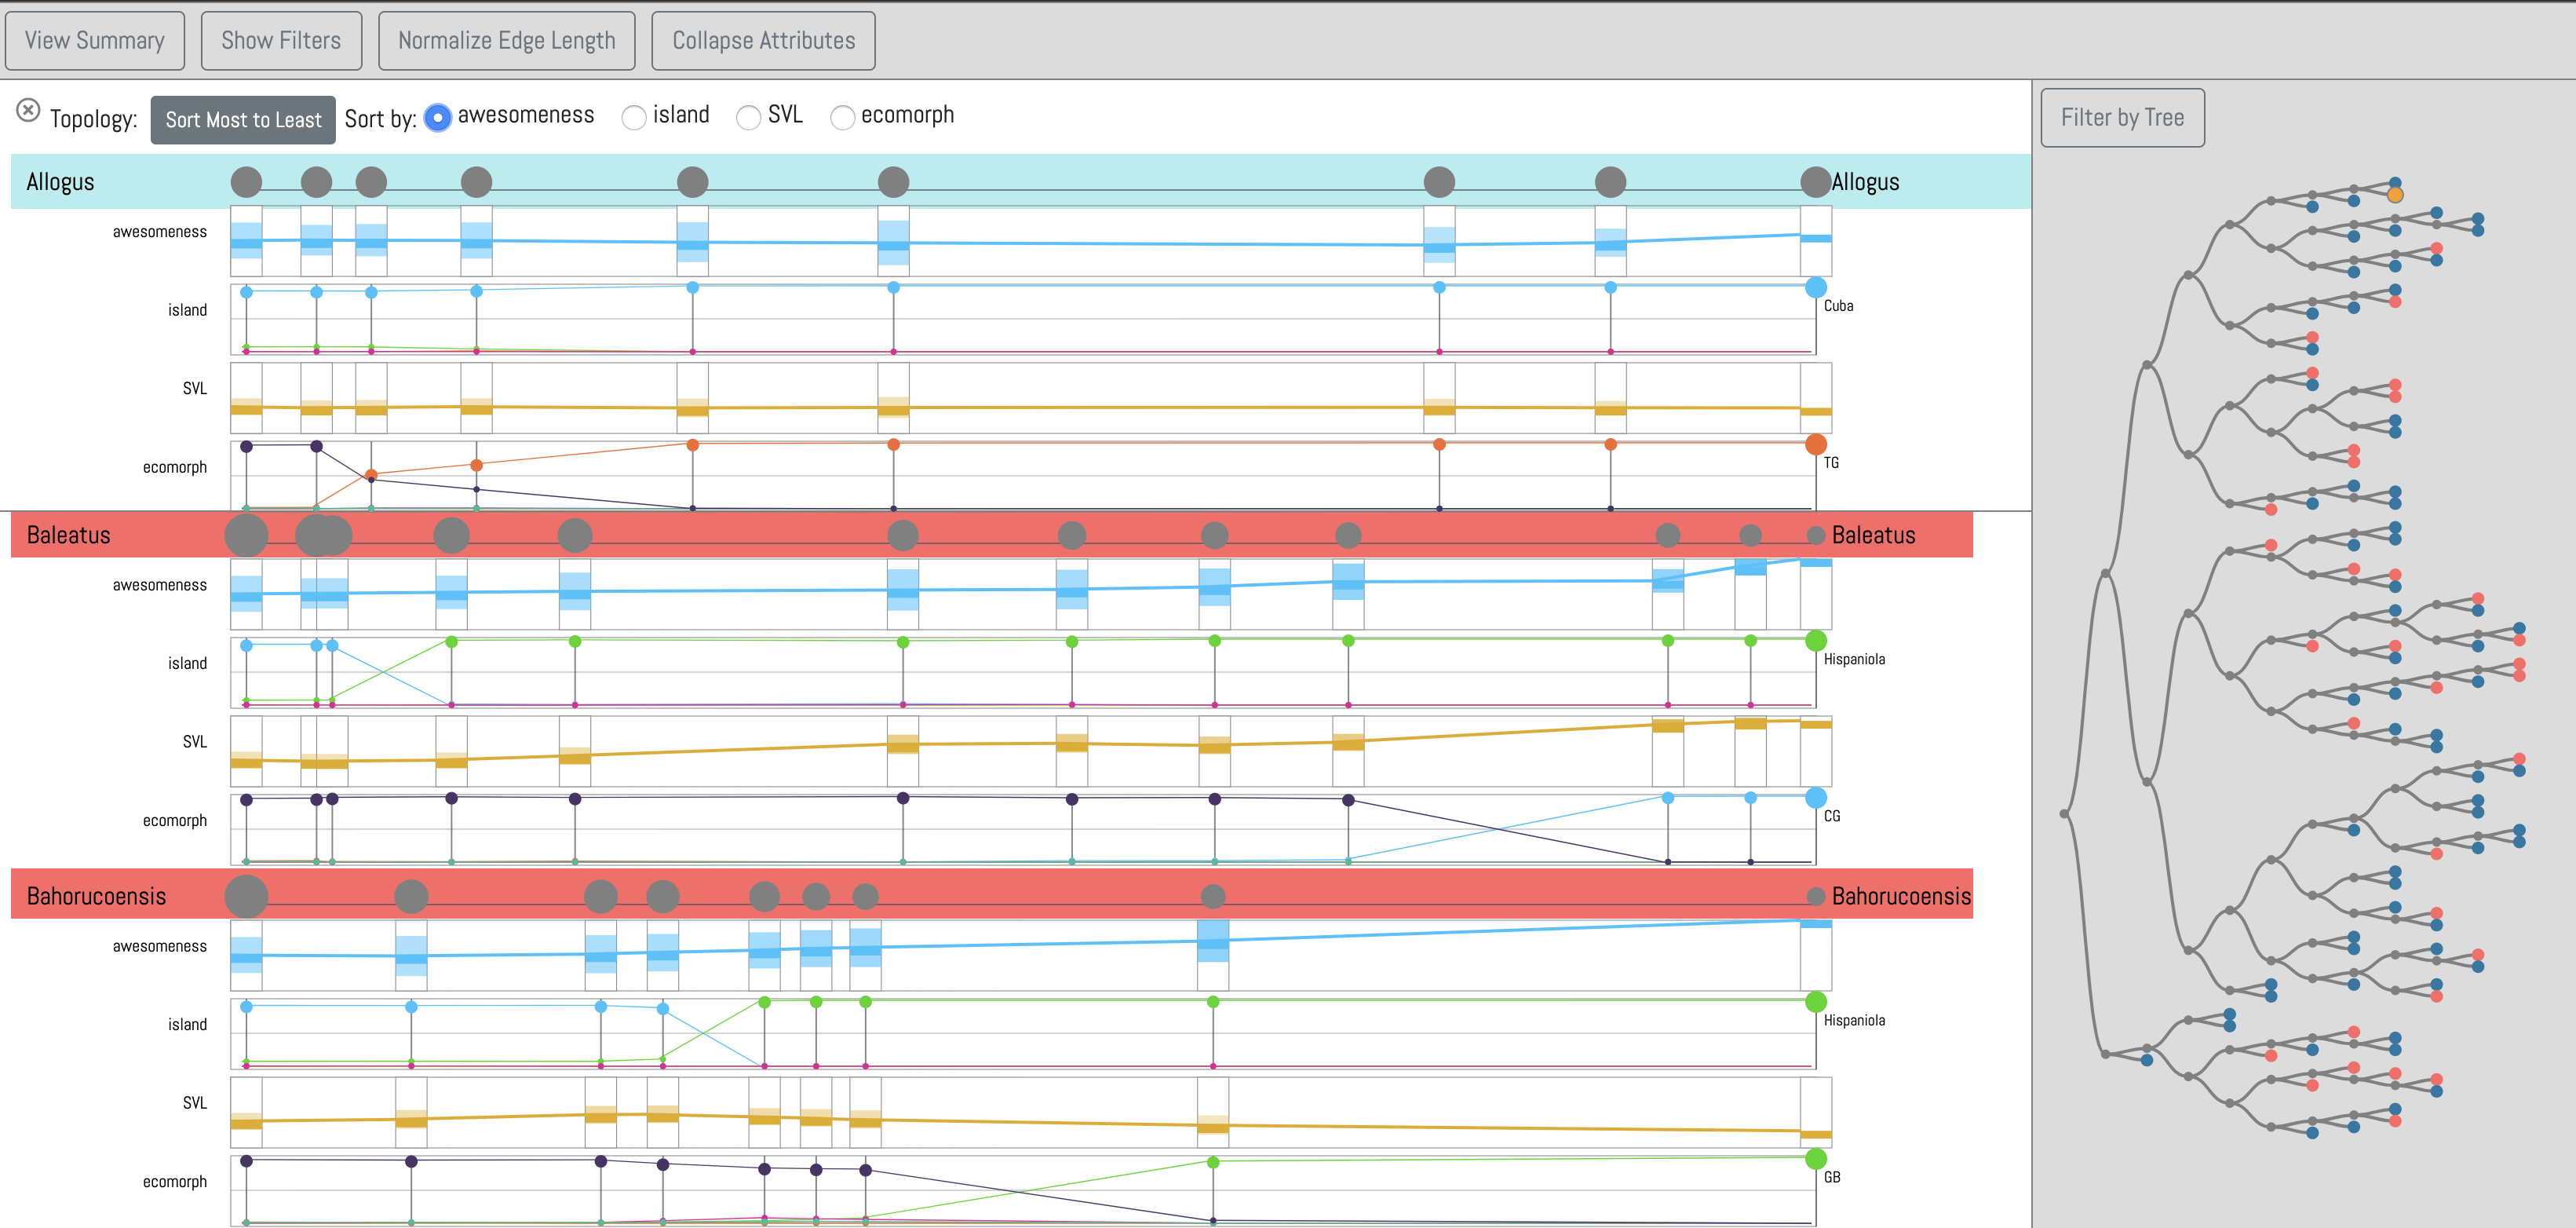 View Summary Show Filters Normalize Edge Length Collapse Attributes
Topology: Sort Most to Least Sort by: awesomeness island SVL ecomorph
Filter by Tree
Allogus Allogus
awesomeness
island Cuba
SVL
ecomorph TG
Baleatus Baleatus
awesomeness
island Hispaniola
SVL
ecomorph CG
Bahorucoensis Bahorucoensis
awesomeness
island Hispaniola
SVL
ecomorph GB